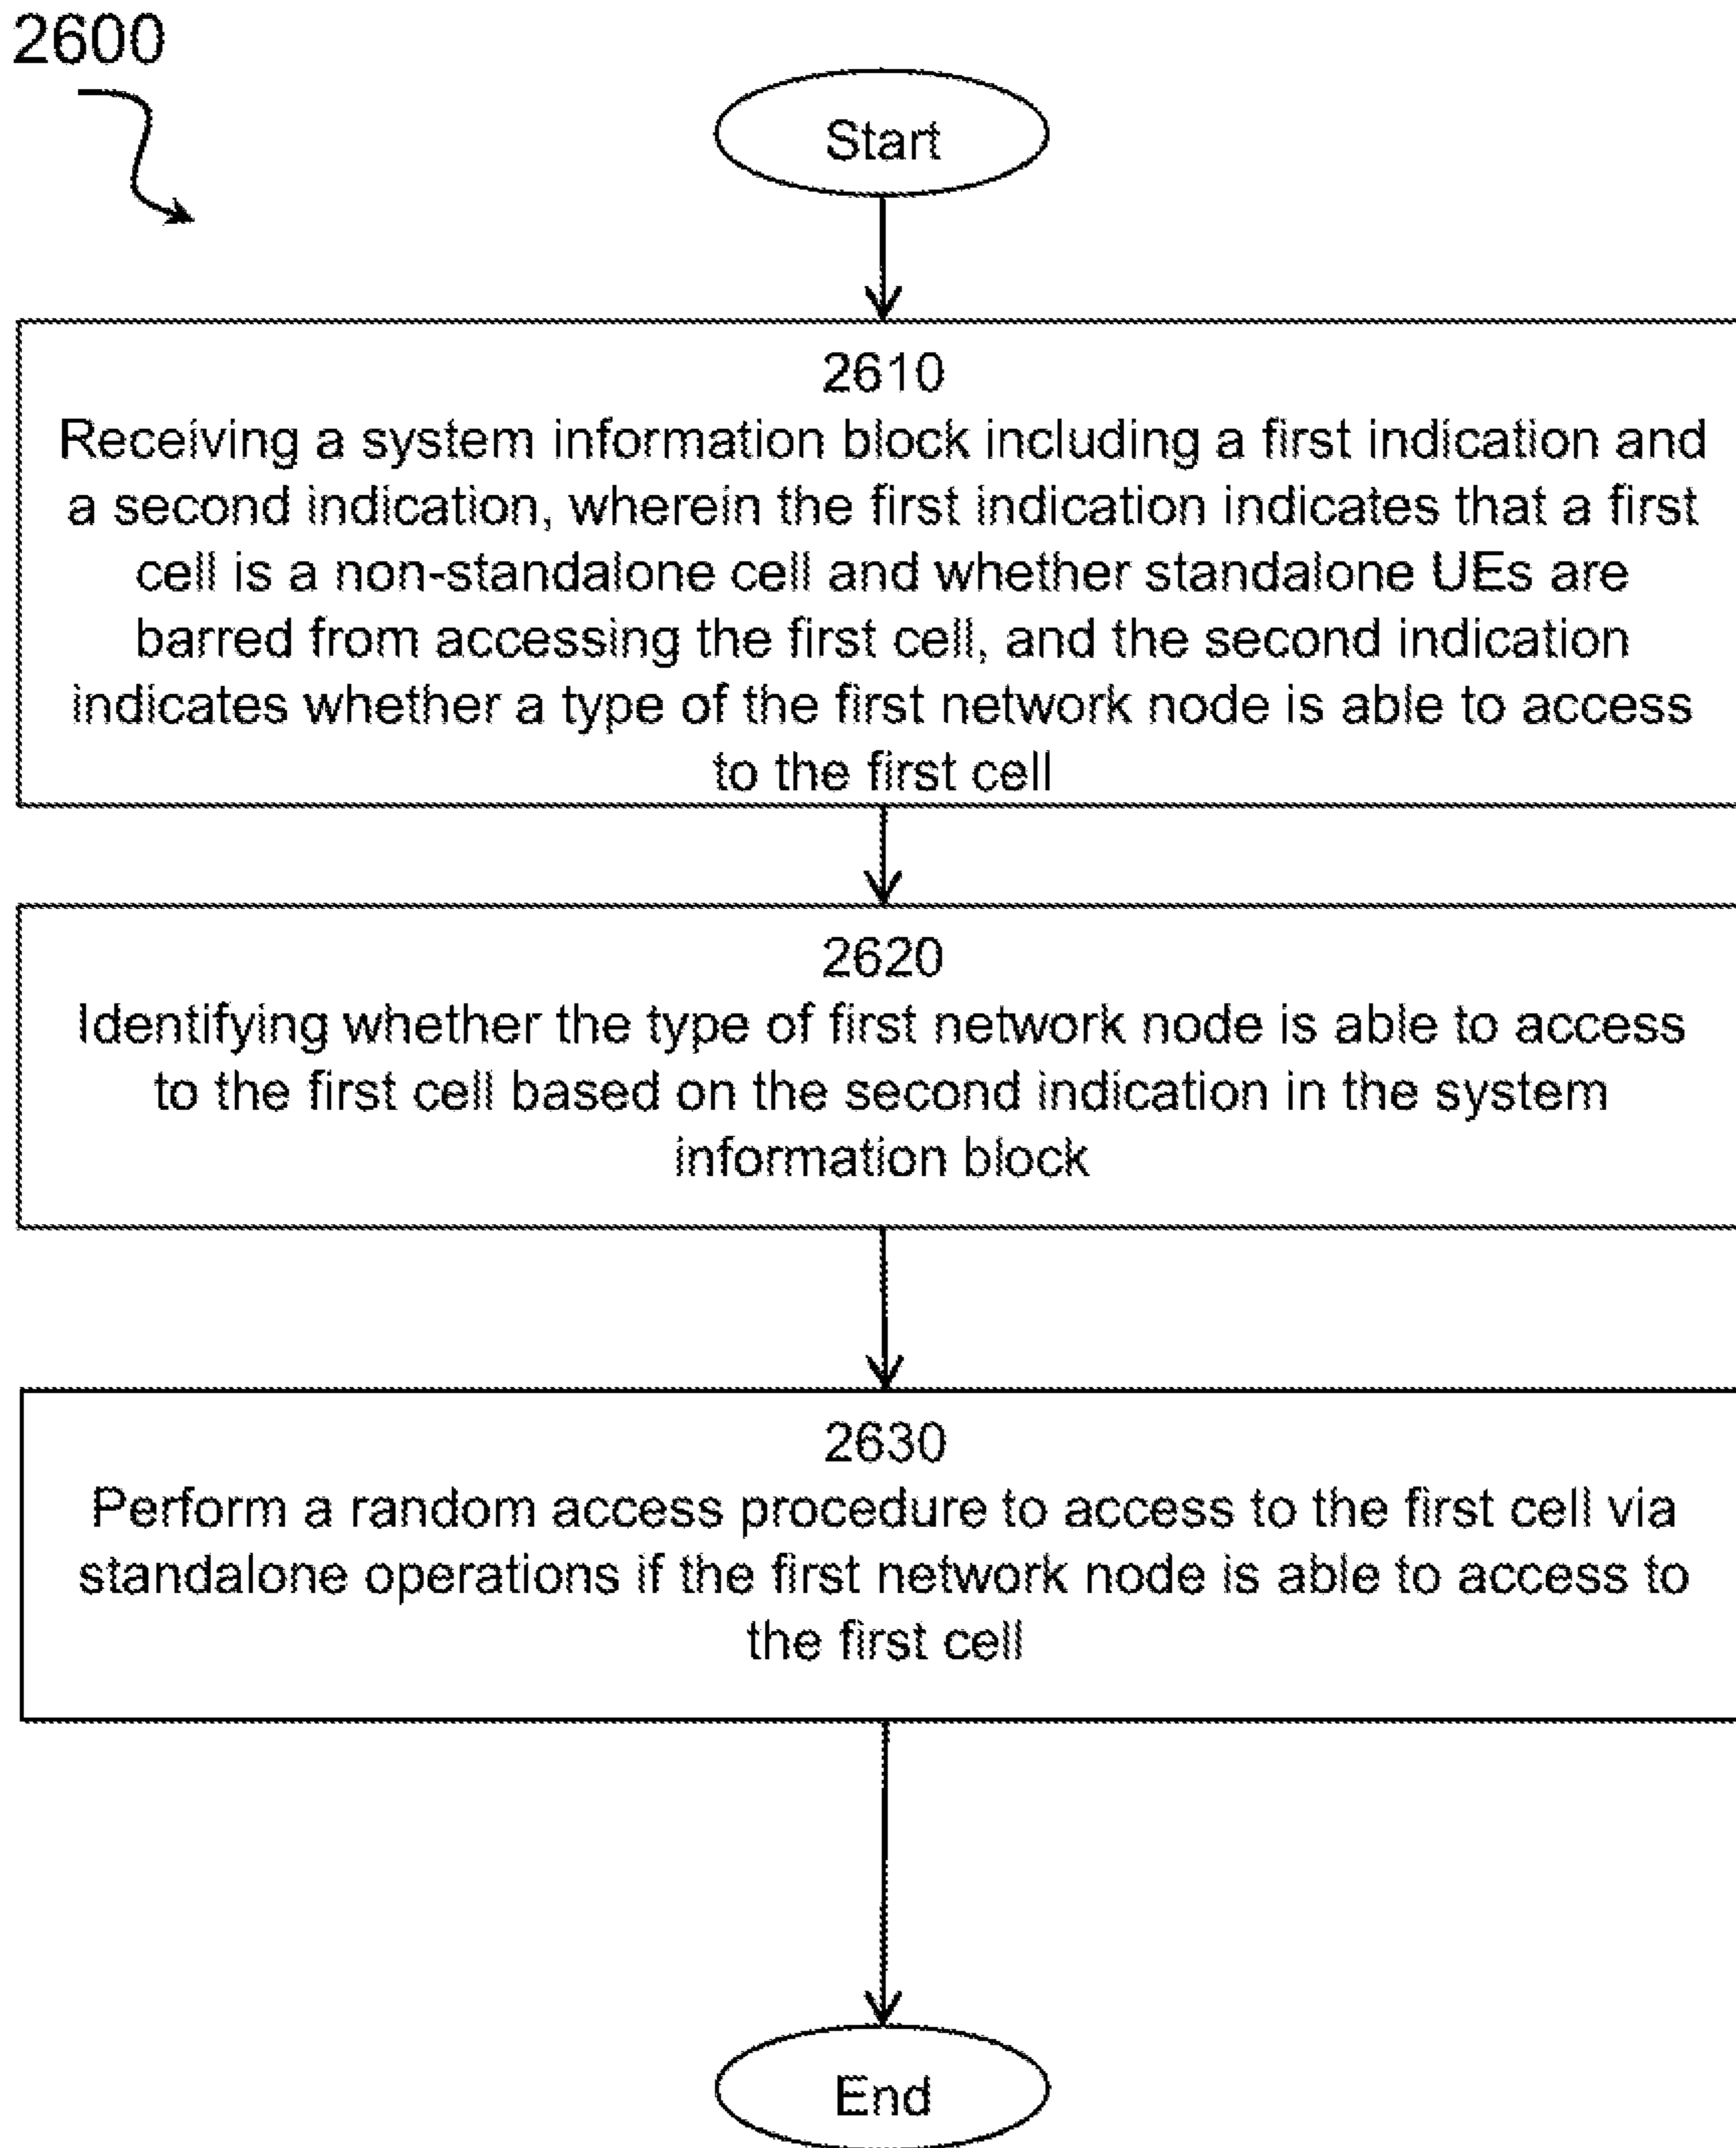 2600
Start
2610
Receiving a system information block including a first indication and
a second indication, wherein the first indication indicates that a first
cell is a non-standalone cell and whether standalone UEs are
barred from accessing the first cell, and the second indication
indicates whether a type of the first network node is able to access
to the first cell
2620
Identifying whether the type of first network node is able to access
to the first cell based on the second indication in the system
information block
2630
Perform a random access procedure to access to the first cell via
standalone operations if the first network node is able to access to
the first cell
End